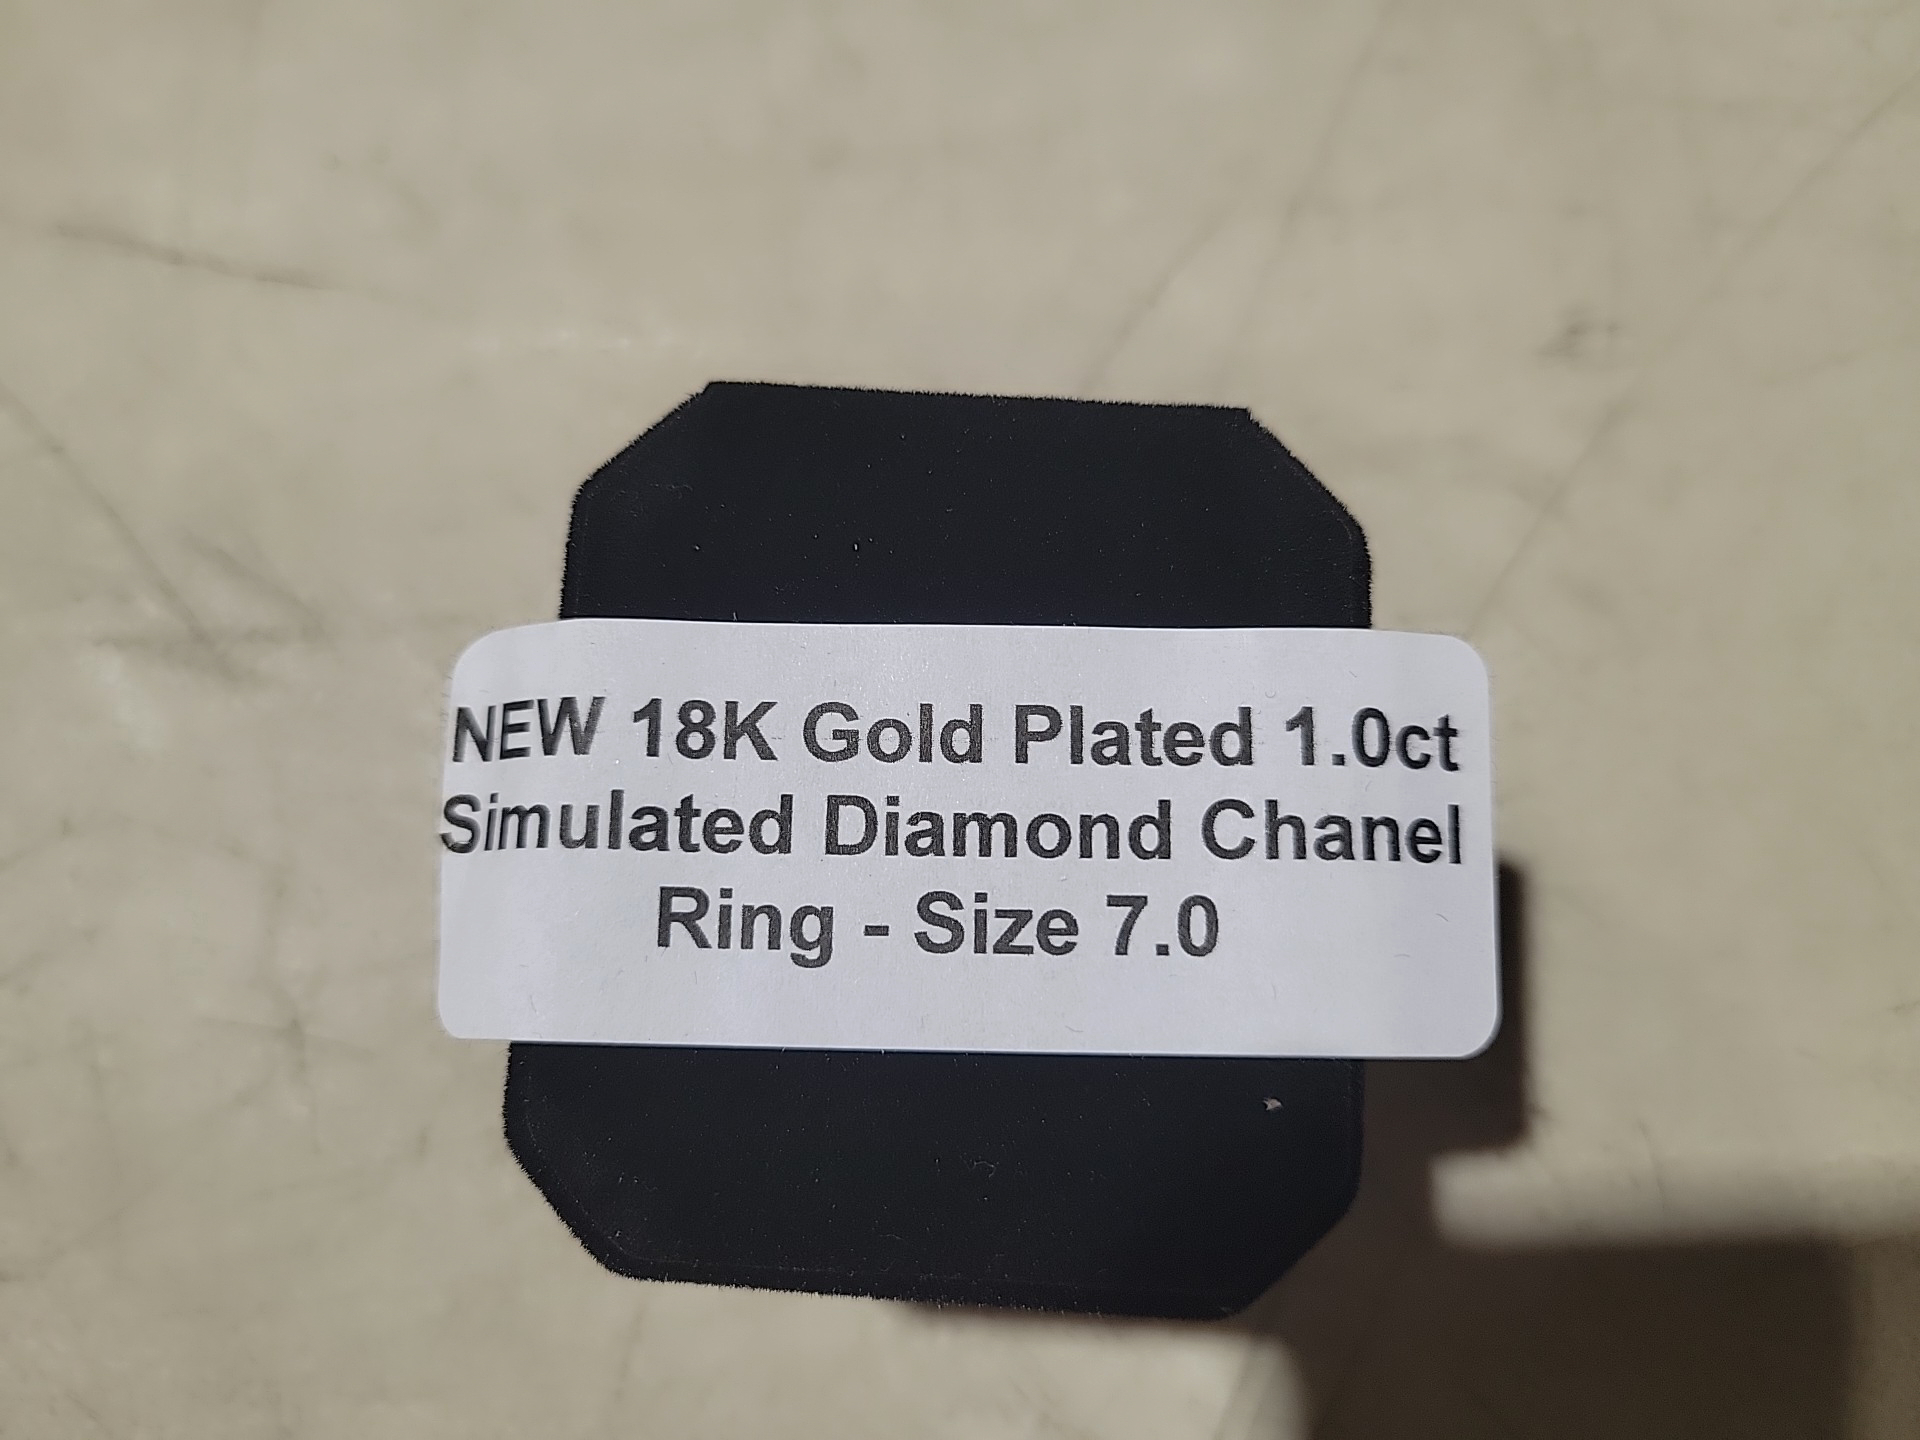 NEW 18K Gold Plated 1.0ct
Simulated Diamond Chanel
Ring - Size 7.0